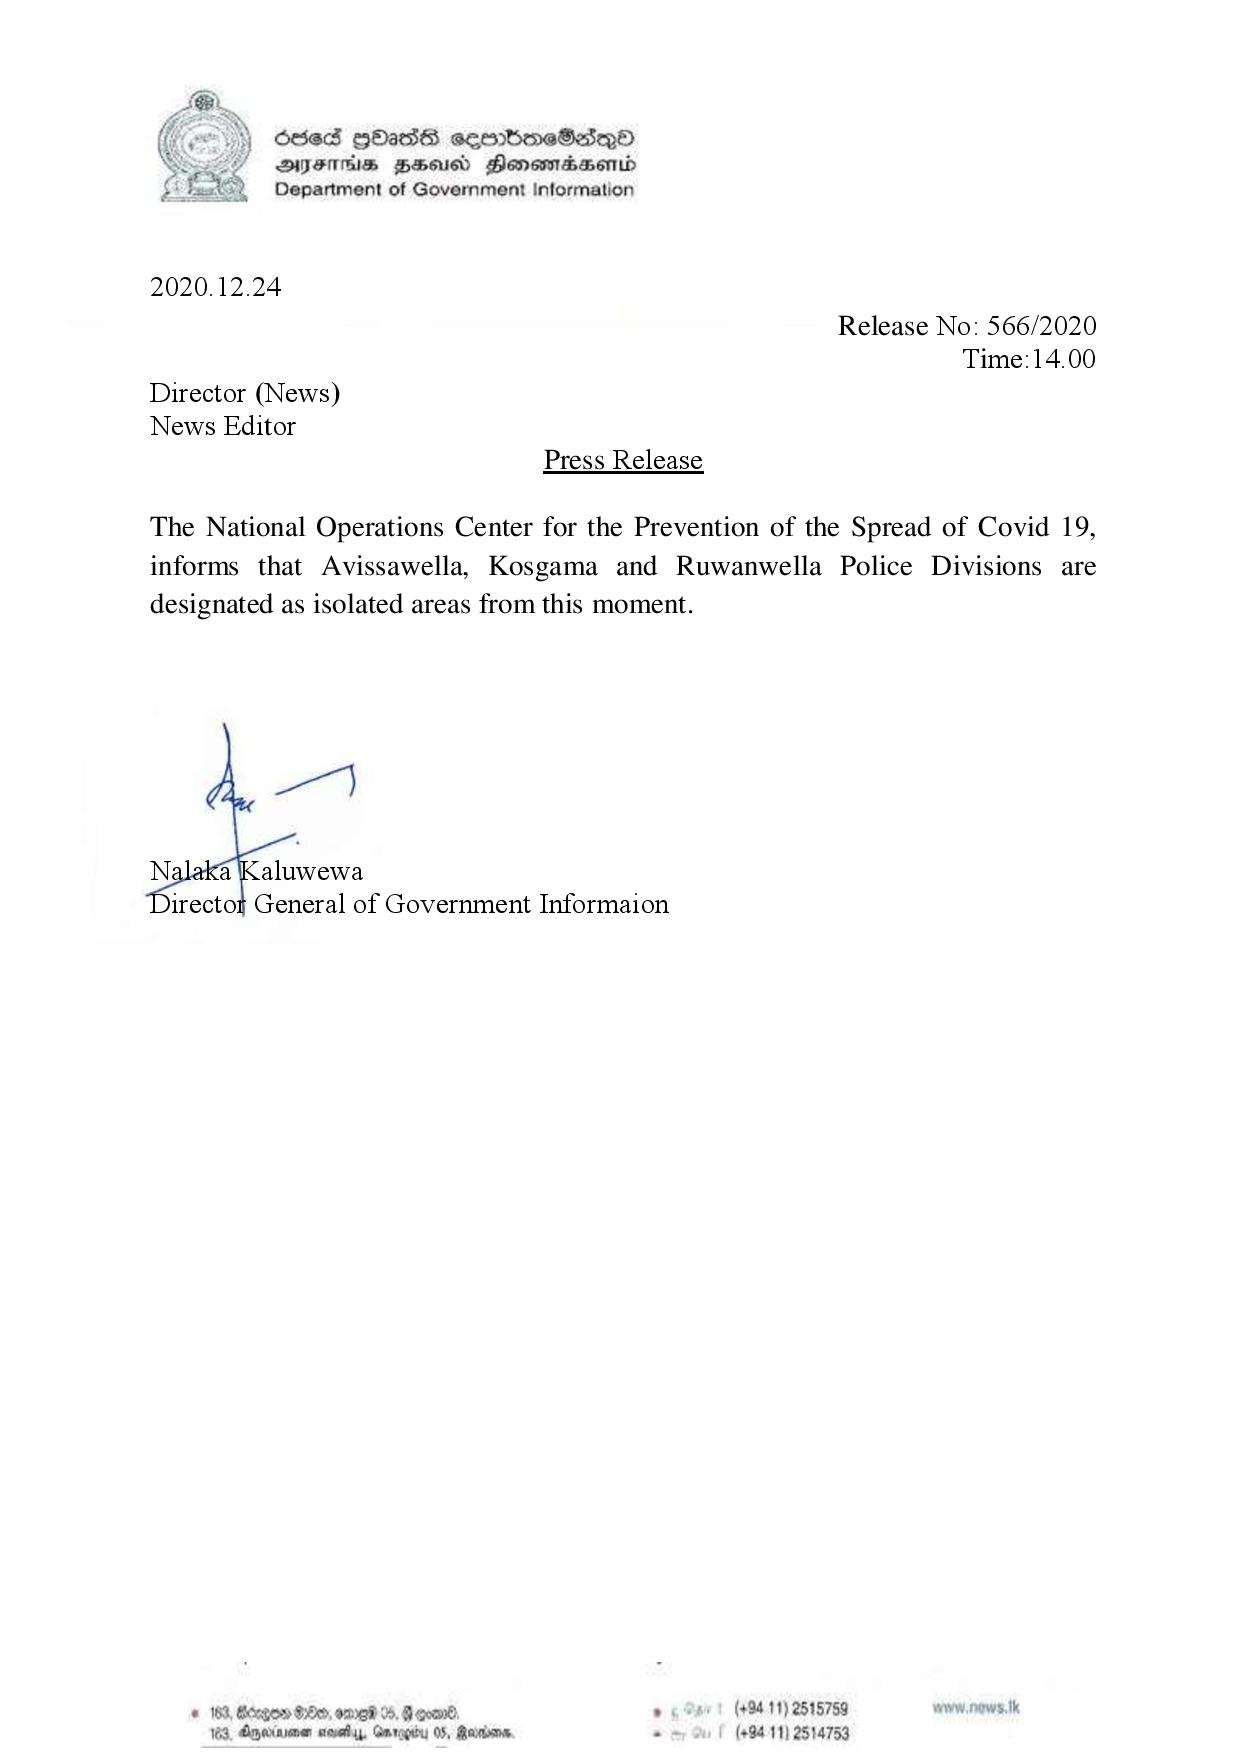 රජයේ ප්‍රවෘත්ති දෙපාර්තමේන්තුව
அரசாங்க தகவல் திணைக்களம்
Department of Government Information
2020.12.24
Release No: 566/2020
Time:14.00
Director (News)
News Editor
Press Release
The National Operations Center for the Prevention of the Spread of Covid 19,
informs that Avissawella, Kosgama and Ruwanwella Police Divisions are
designated as isolated areas from this moment.
Nalaka Kaluwewa
Director General of Government Informaion
163, කිරුලපන මාවත, කොළඹ 05, ශ්‍රී ලංකාව.
163, கிருலப்பனை எவனியூ, கொழும்பு 05, இலங்கை.
(+94 11) 2515759
(+94 11) 2514753
www.news.lk